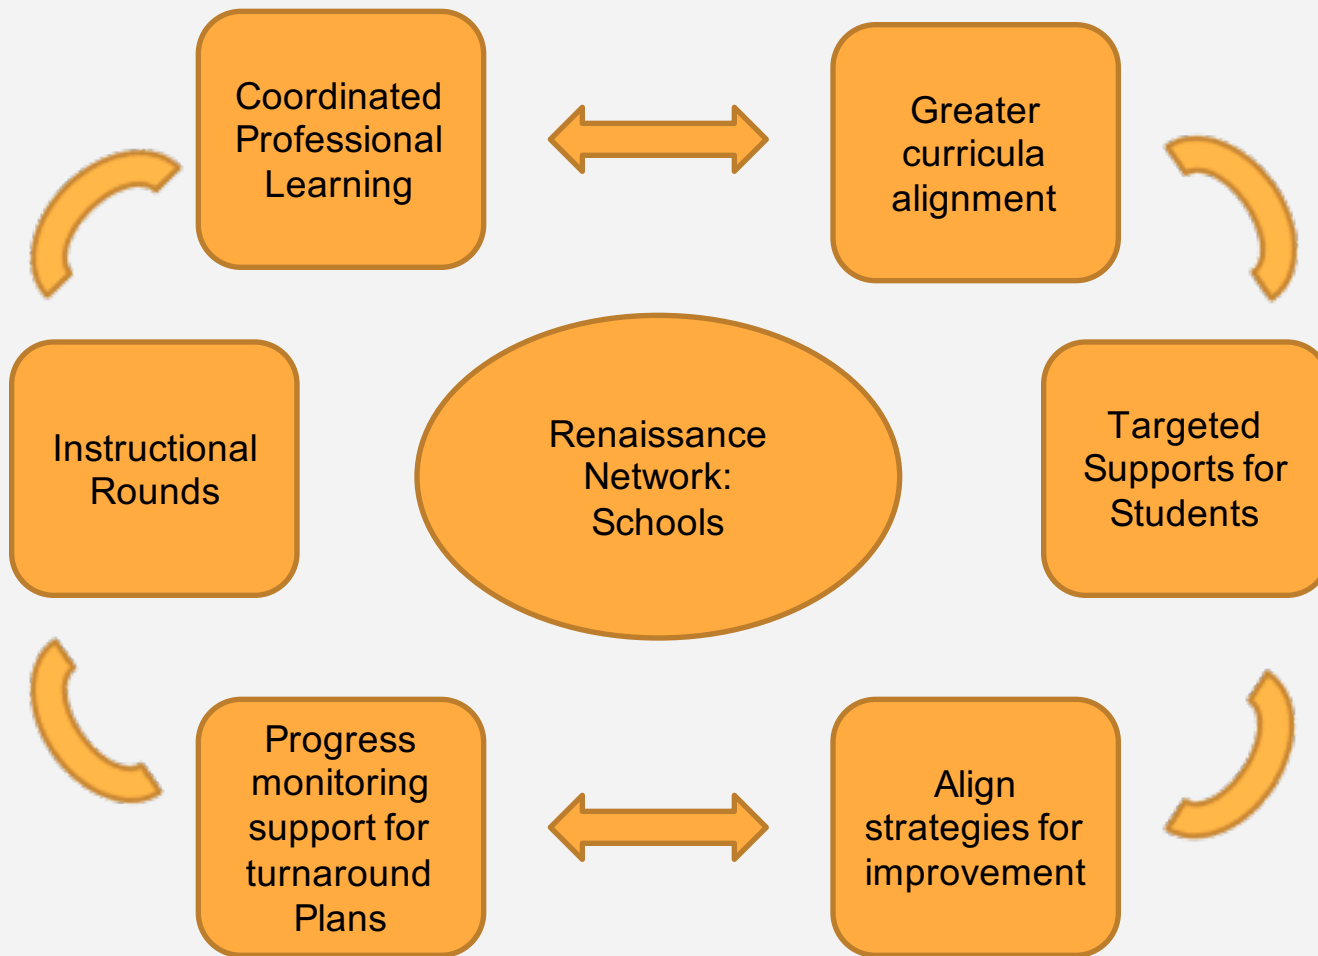 Coordinated
Professional
Learning
Greater
curricula
alignment
Instructional
Rounds
Renaissance
Network:
Schools
Targeted
Supports for
Students
Progress
monitoring
support for
turnaround
Plans
Align
strategies for
improvement